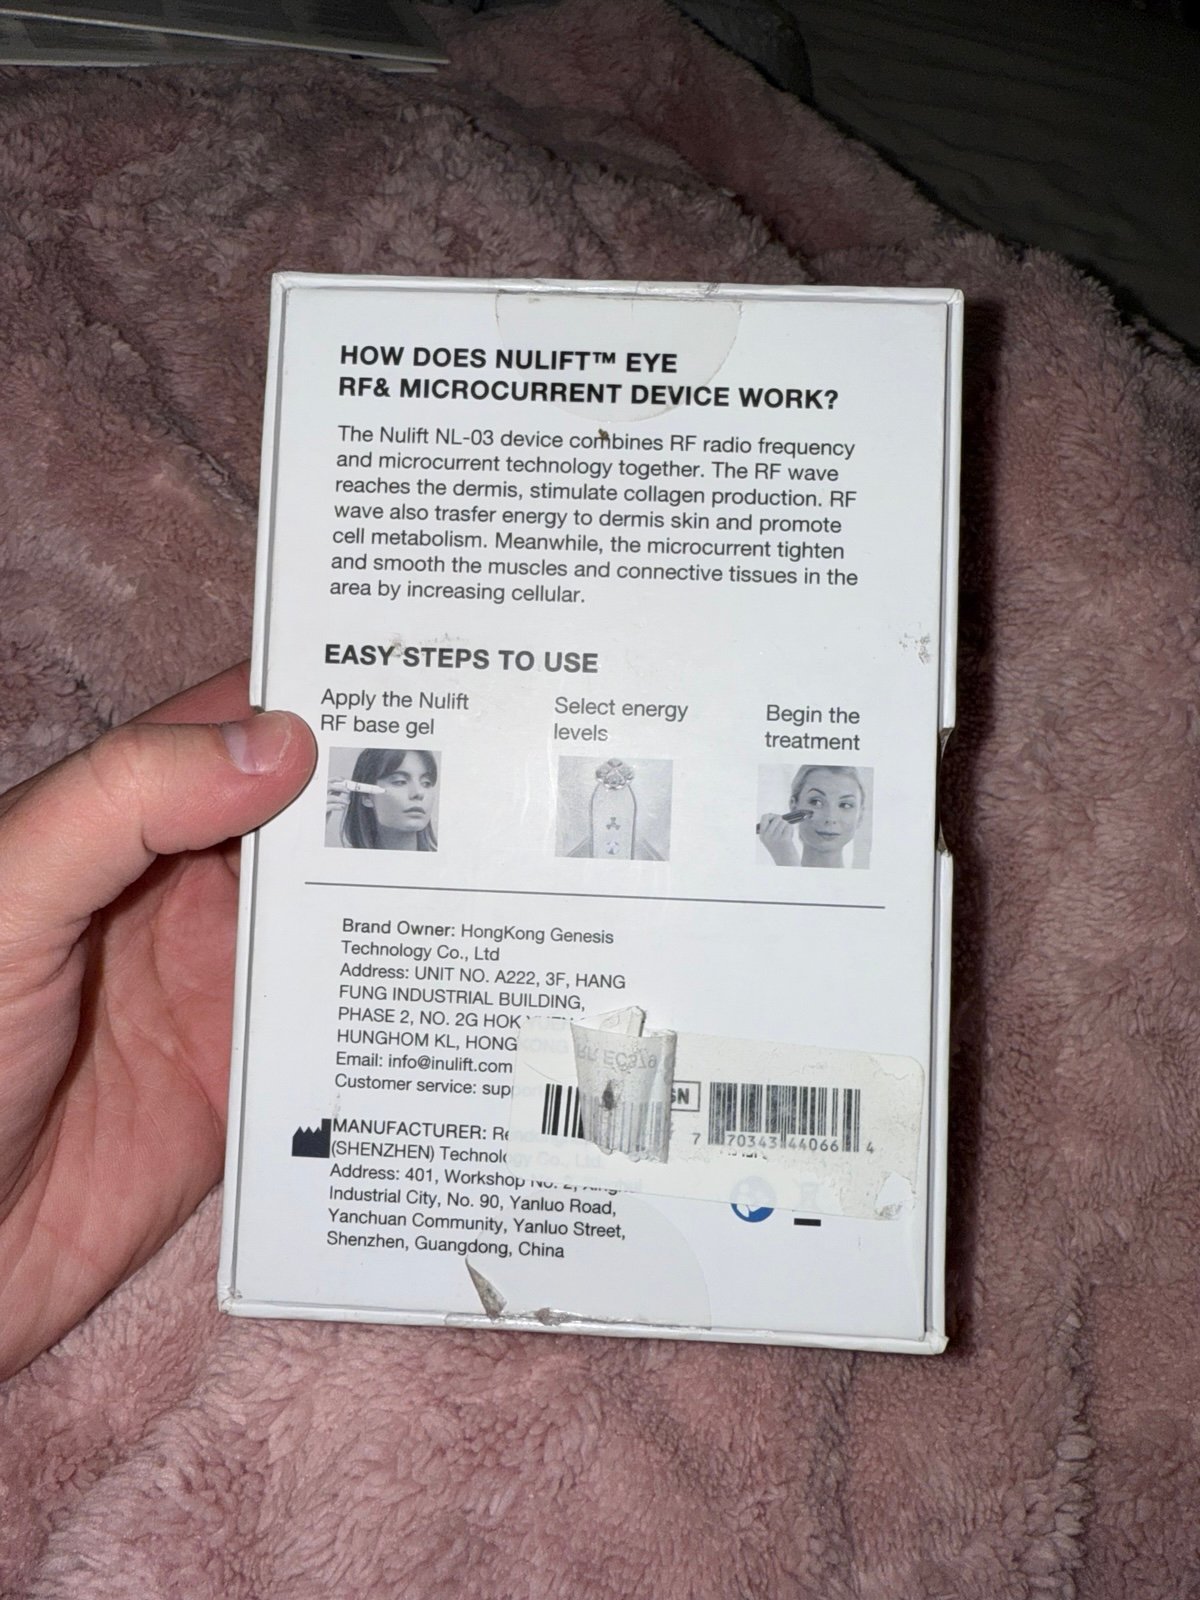 HOW DOES NULIFT™ EYE
RF& MICROCURRENT DEVICE WORK?
The Nulift NL-03 device combines RF radio frequency
and microcurrent technology together. The RF wave
reaches the dermis, stimulate collagen production. RF
wave also trasfer energy to dermis skin and promote
cell metabolism. Meanwhile, the microcurrent tighten
and smooth the muscles and connective tissues in the
area by increasing cellular.
EASY STEPS TO USE
Apply the Nulift
RF base gel
Select energy
levels
Begin the
treatment
Brand Owner: HongKong Genesis
Technology Co., Ltd
Address: UNIT NO. A222, 3F, HANG
FUNG INDUSTRIAL BUILDING,
PHASE 2, NO. 2G HOK
HUNGHOM KL, HONG KONG
Email: info@inulift.com
Customer service:
MANUFACTURER:
(SHENZHEN) Technology Co., Ltd.
Address: 401, Workshop No. 2,
Industrial City, No. 90, Yanluo Road,
Yanchuan Community, Yanluo Street,
Shenzhen, Guangdong, China
7 70343 44066 4